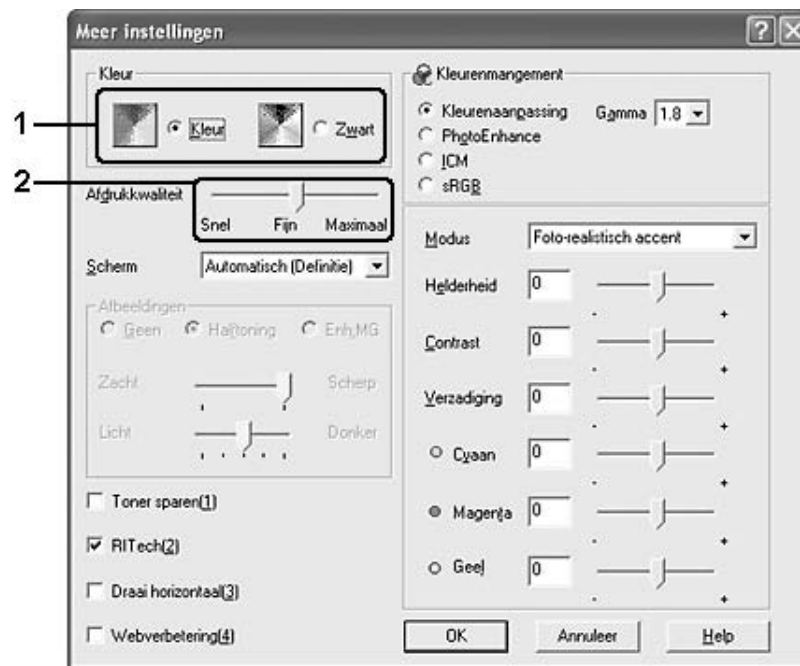 Meer instellingen
Kleur
1
Kleur
Zwart
2
Afdrukkwaliteit
Snel Fijn Maximaal
Scherm Automatisch (Definitie)
Afbeeldingen
Geen Halftoning Enh,MG
Zacht Scherp
Licht Donker
Toner sparen(1)
RITech(2)
Draai horizontaal(3)
Webverbetering(4)
Kleurenmangement
Kleurenaanpassing Gamma 1.8
PhotoEnhance
ICM
sRGB
Modus Foto-realistisch accent
Helderheid 0
- +
Contrast 0
- +
Verzadiging 0
- +
Cyaan 0
- +
Magenta 0
- +
Geel 0
- +
OK Annuleer Help